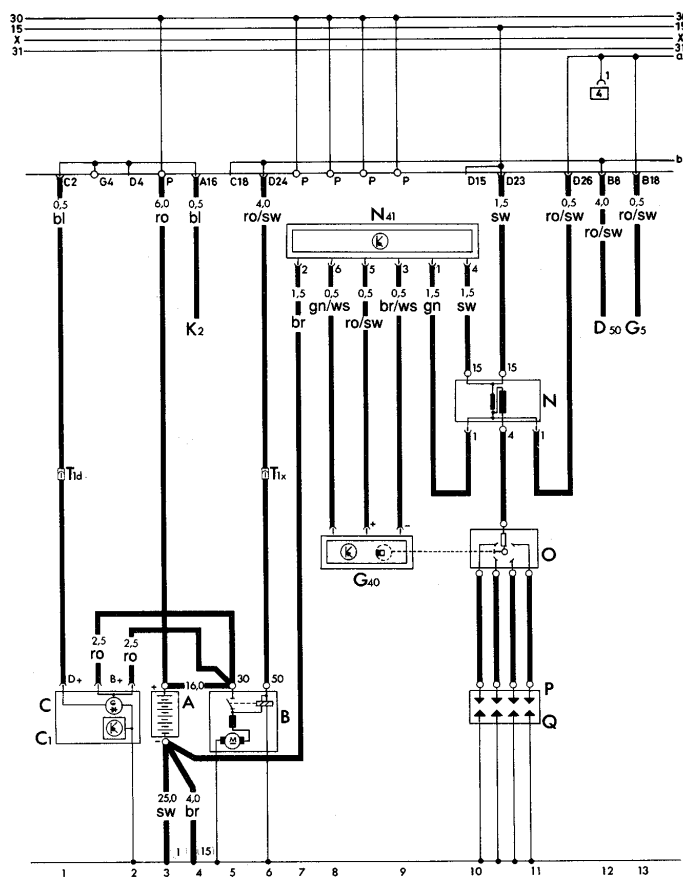 30 30
15 15
X X
31 31
a
1
4
b
C2 G4 D4 P A16 C18 D24 P P P P D15 D23 D26 B8 B18
0,5 6,0 0,5 4,0 1,5 0,5 4,0 0,5
bl ro bl ro/sw sw ro/sw ro/sw ro/sw
N41
2 6 5 3 1 4
1,5 0,5 0,5 0,5 1,5 1,5
br gn/ws ro/sw br/ws gn sw
K2 D50 G5
15 15
N
1 4 1
T1d T1x
+ -
G40
O
2,5 2,5
ro ro
D+ B+ + 16,0 30 50
C A B
P
G
C1 M Q
-
25,0 4,0
sw br
1 15
1 2 3 4 5 6 7 8 9 10 11 12 13